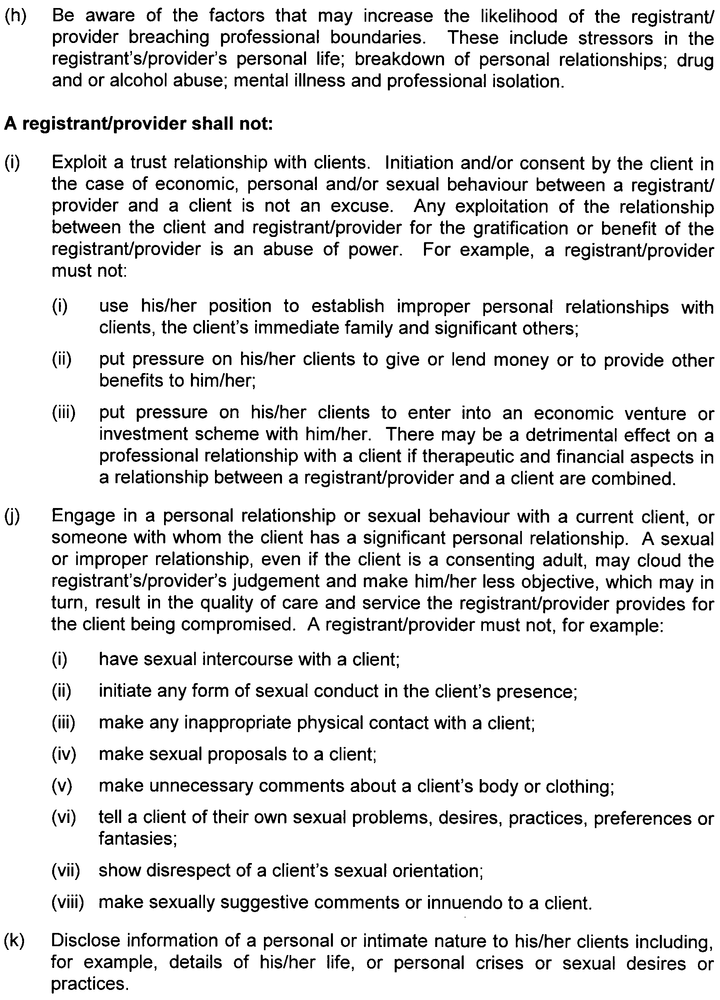 (h) Be aware of the factors that may increase the likelihood of the registrant/
provider breaching professional boundaries. These include stressors in the
registrant's/provider's personal life; breakdown of personal relationships; drug
and or alcohol abuse; mental illness and professional isolation.
A registrant/provider shall not:
(i) Exploit a trust relationship with clients. Initiation and/or consent by the client in
the case of economic, personal and/or sexual behaviour between a registrant/
provider and a client is not an excuse. Any exploitation of the relationship
between the client and registrant/provider for the gratification or benefit of the
registrant/provider is an abuse of power. For example, a registrant/provider
must not:
(i) use his/her position to establish improper personal relationships with
clients, the client's immediate family and significant others;
(ii) put pressure on his/her clients to give or lend money or to provide other
benefits to him/her;
(iii) put pressure on his/her clients to enter into an economic venture or
investment scheme with him/her. There may be a detrimental effect on a
professional relationship with a client if therapeutic and financial aspects in
a relationship between a registrant/provider and a client are combined.
(j) Engage in a personal relationship or sexual behaviour with a current client, or
someone with whom the client has a significant personal relationship. A sexual
or improper relationship, even if the client is a consenting adult, may cloud the
registrant's/provider's judgement and make him/her less objective, which may in
turn, result in the quality of care and service the registrant/provider provides for
the client being compromised. A registrant/provider must not, for example:
(i) have sexual intercourse with a client;
(ii) initiate any form of sexual conduct in the client's presence;
(iii) make any inappropriate physical contact with a client;
(iv) make sexual proposals to a client;
(v) make unnecessary comments about a client's body or clothing;
(vi) tell a client of their own sexual problems, desires, practices, preferences or
fantasies;
(vii) show disrespect of a client's sexual orientation;
(viii) make sexually suggestive comments or innuendo to a client.
(k) Disclose information of a personal or intimate nature to his/her clients including,
for example, details of his/her life, or personal crises or sexual desires or
practices.